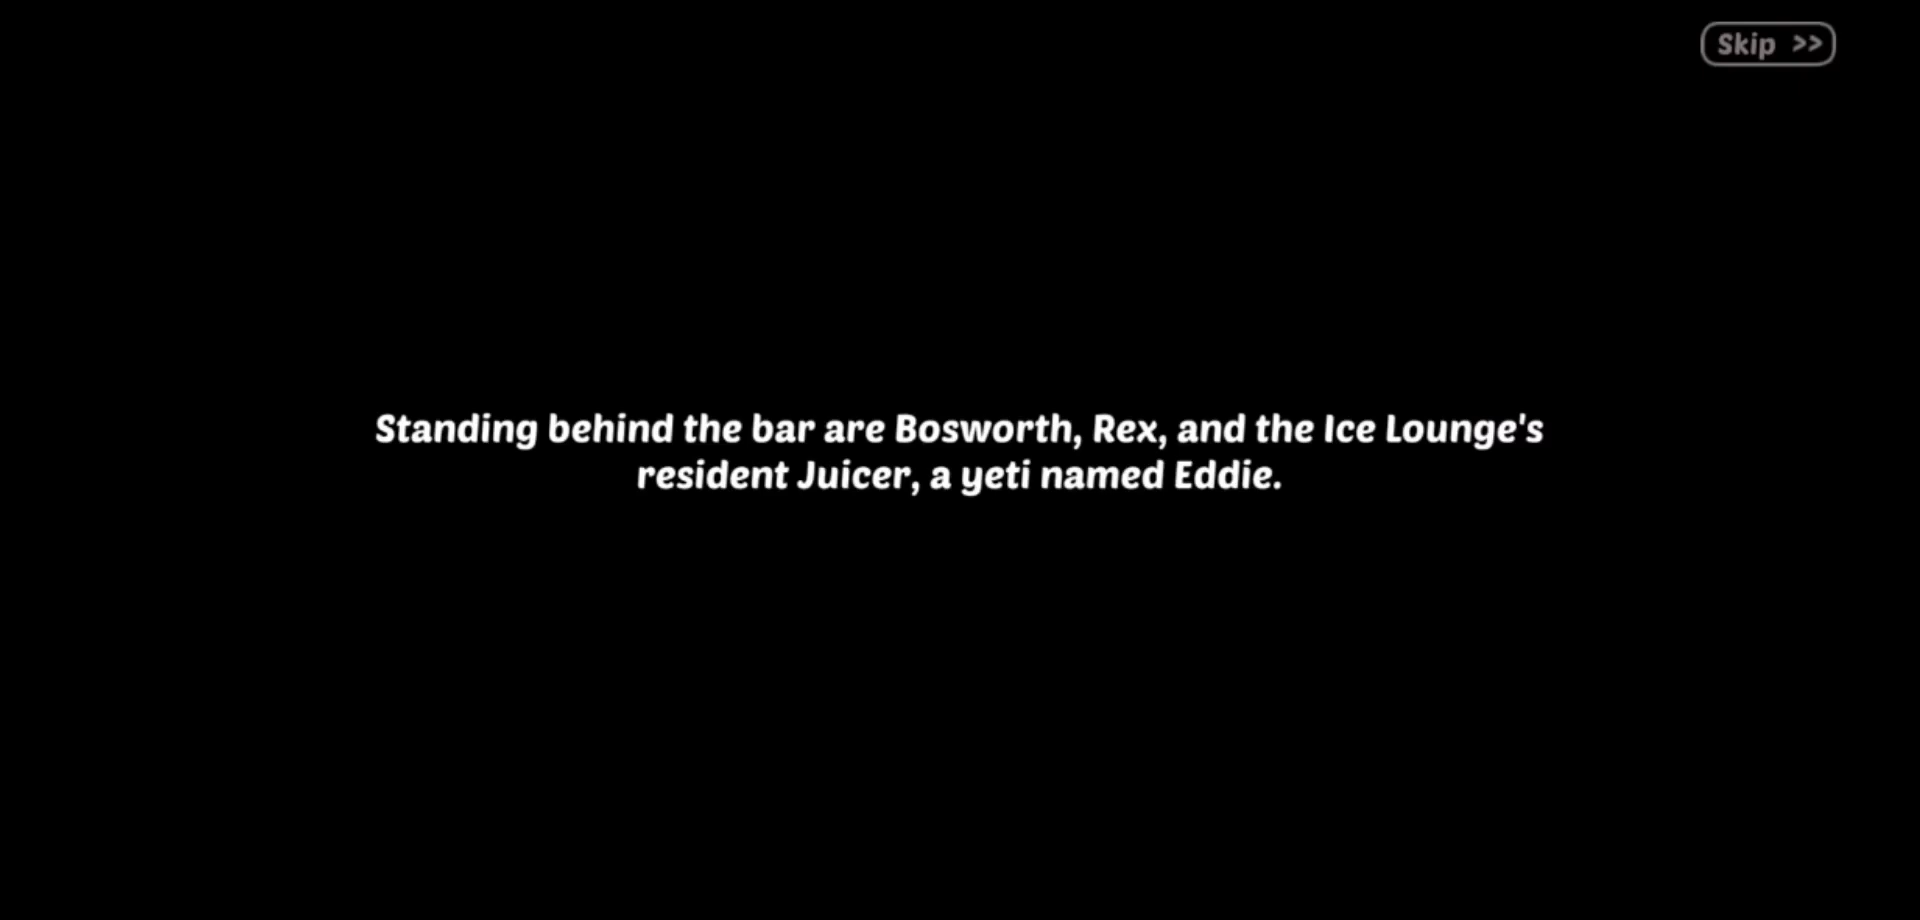 Skip >>
Standing behind the bar are Bosworth, Rex, and the Ice Lounge's
resident Juicer, a yeti named Eddie.